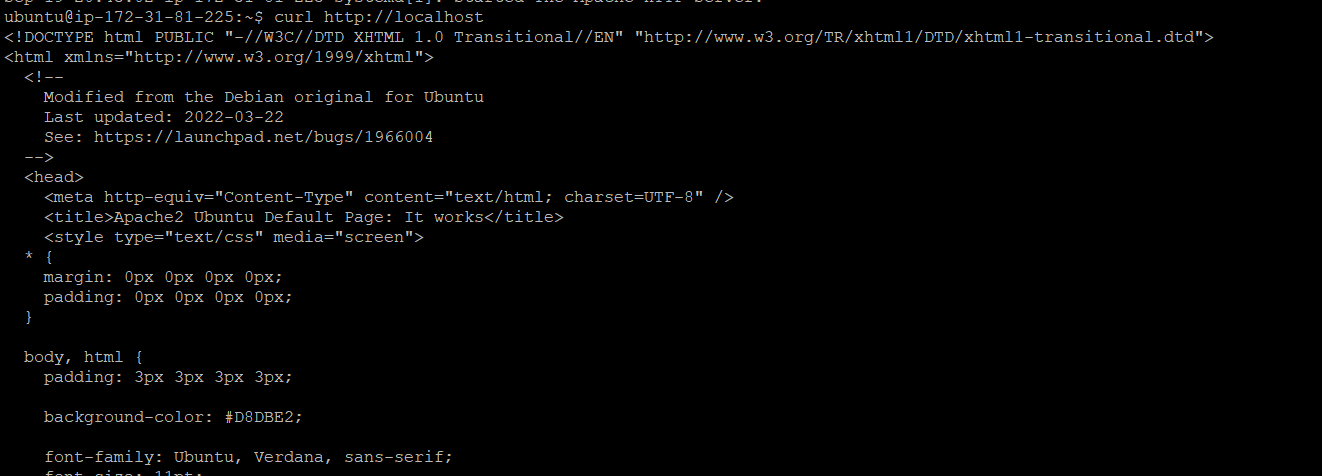 ubuntu@ip-172-31-81-225:~$ curl http://localhost
<!DOCTYPE html PUBLIC "-//W3C//DTD XHTML 1.0 Transitional//EN" "http://www.w3.org/TR/xhtml1/DTD/xhtml1-transitional.dtd">
<html xmlns="http://www.w3.org/1999/xhtml">
  <!--
    Modified from the Debian original for Ubuntu
    Last updated: 2022-03-22
    See: https://launchpad.net/bugs/1966004
  -->
  <head>
    <meta http-equiv="Content-Type" content="text/html; charset=UTF-8" />
    <title>Apache2 Ubuntu Default Page: It works</title>
    <style type="text/css" media="screen">
  * {
    margin: 0px 0px 0px 0px;
    padding: 0px 0px 0px 0px;
  }
  body, html {
    padding: 3px 3px 3px 3px;
    background-color: #D8DBE2;
    font-family: Ubuntu, Verdana, sans-serif;
    font-size: 11pt;